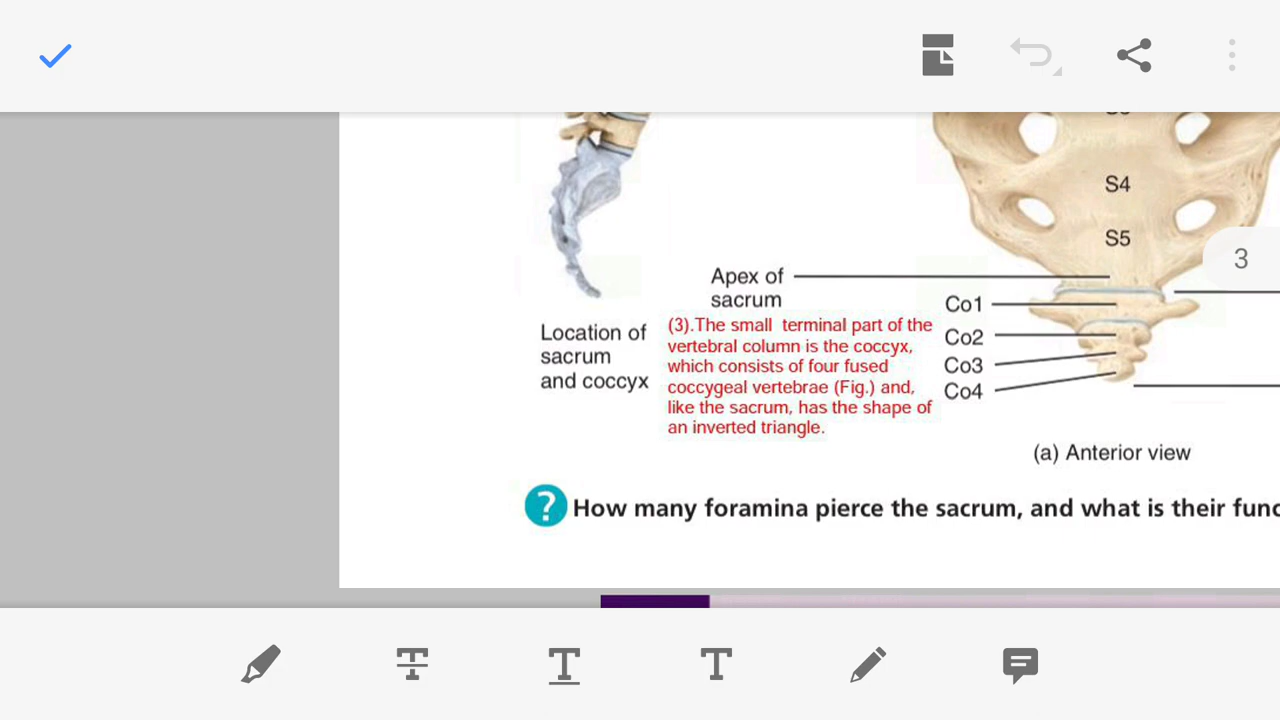 S4
S5
3
Apex of
sacrum
Co1
Co2
Co3
Co4
Location of
sacrum
and coccyx
(3).The small  terminal part of the
vertebral column is the coccyx,
which consists of four fused
coccygeal vertebrae (Fig.) and,
like the sacrum, has the shape of
an inverted triangle.
(a) Anterior view
? How many foramina pierce the sacrum, and what is their func